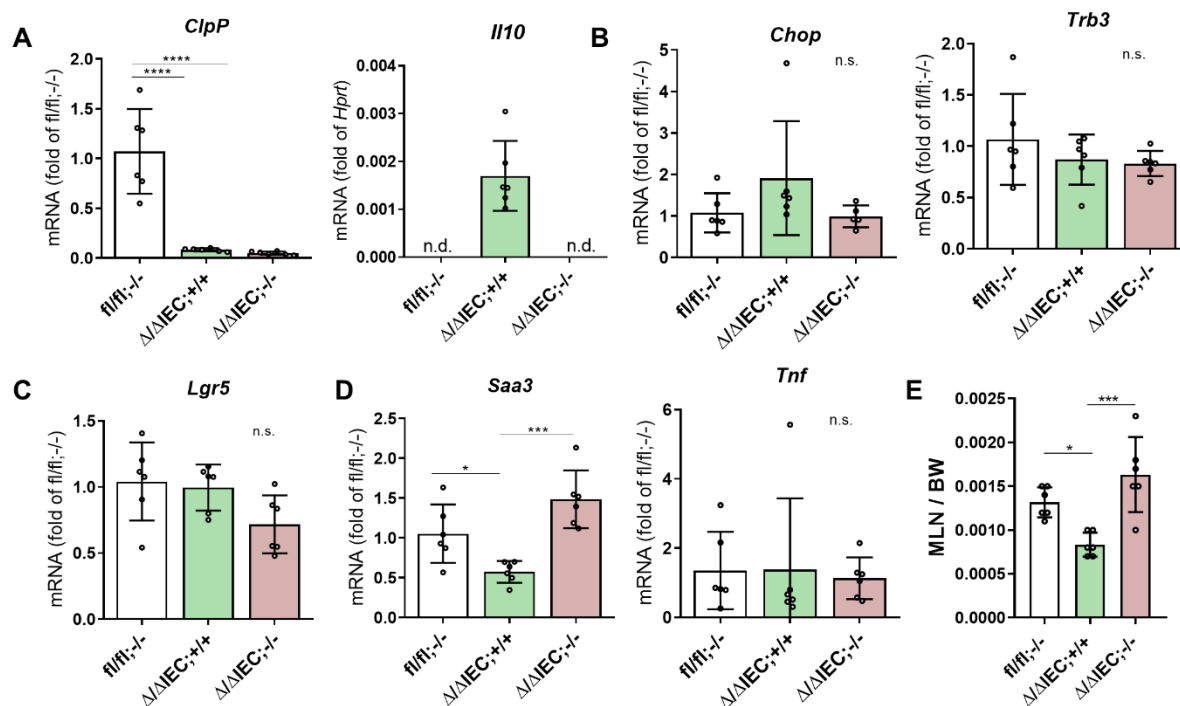 A
ClpP
mRNA (fold of fl/fl;-/-)
2.0
1.5
1.0
0.5
0.0
****
****
fl/fl;-/-
Δ/ΔIEC;+/+
Δ/ΔIEC;-/-
Il10
mRNA (fold of Hprt)
0.004
0.003
0.002
0.001
0.000
n.d.
n.d.
fl/fl;-/-
Δ/ΔIEC;+/+
Δ/ΔIEC;-/-
B
Chop
mRNA (fold of fl/fl;-/-)
5
4
3
2
1
0
n.s.
fl/fl;-/-
Δ/ΔIEC;+/+
Δ/ΔIEC;-/-
Trb3
mRNA (fold of fl/fl;-/-)
2.0
1.5
1.0
0.5
0.0
n.s.
fl/fl;-/-
Δ/ΔIEC;+/+
Δ/ΔIEC;-/-
C
Lgr5
mRNA (fold of fl/fl;-/-)
1.5
1.0
0.5
0.0
n.s.
fl/fl;-/-
Δ/ΔIEC;+/+
Δ/ΔIEC;-/-
D
Saa3
mRNA (fold of fl/fl;-/-)
2.5
2.0
1.5
1.0
0.5
0.0
*
***
fl/fl;-/-
Δ/ΔIEC;+/+
Δ/ΔIEC;-/-
Tnf
mRNA (fold of fl/fl;-/-)
6
4
2
0
n.s.
fl/fl;-/-
Δ/ΔIEC;+/+
Δ/ΔIEC;-/-
E
MLN / BW
0.0025
0.0020
0.0015
0.0010
0.0005
0.0000
*
***
fl/fl;-/-
Δ/ΔIEC;+/+
Δ/ΔIEC;-/-